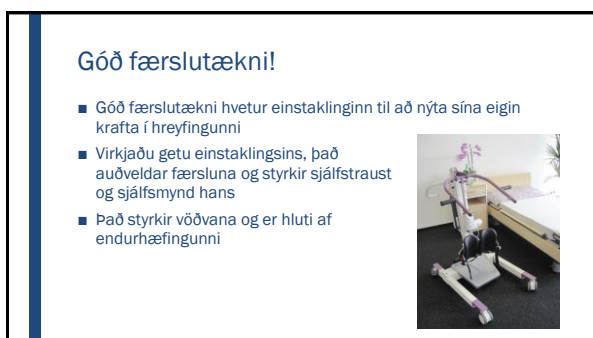 Góð færslutækni!
■ Góð færslutækni hvetur einstaklinginn til að nýta sína eigin
krafta í hreyfingunni
■ Virkjaðu getu einstaklingsins, það
auðveldar færsluna og styrkir sjálfstraust
og sjálfsmynd hans
■ Það styrkir vöðvana og er hluti af
endurhæfingunni